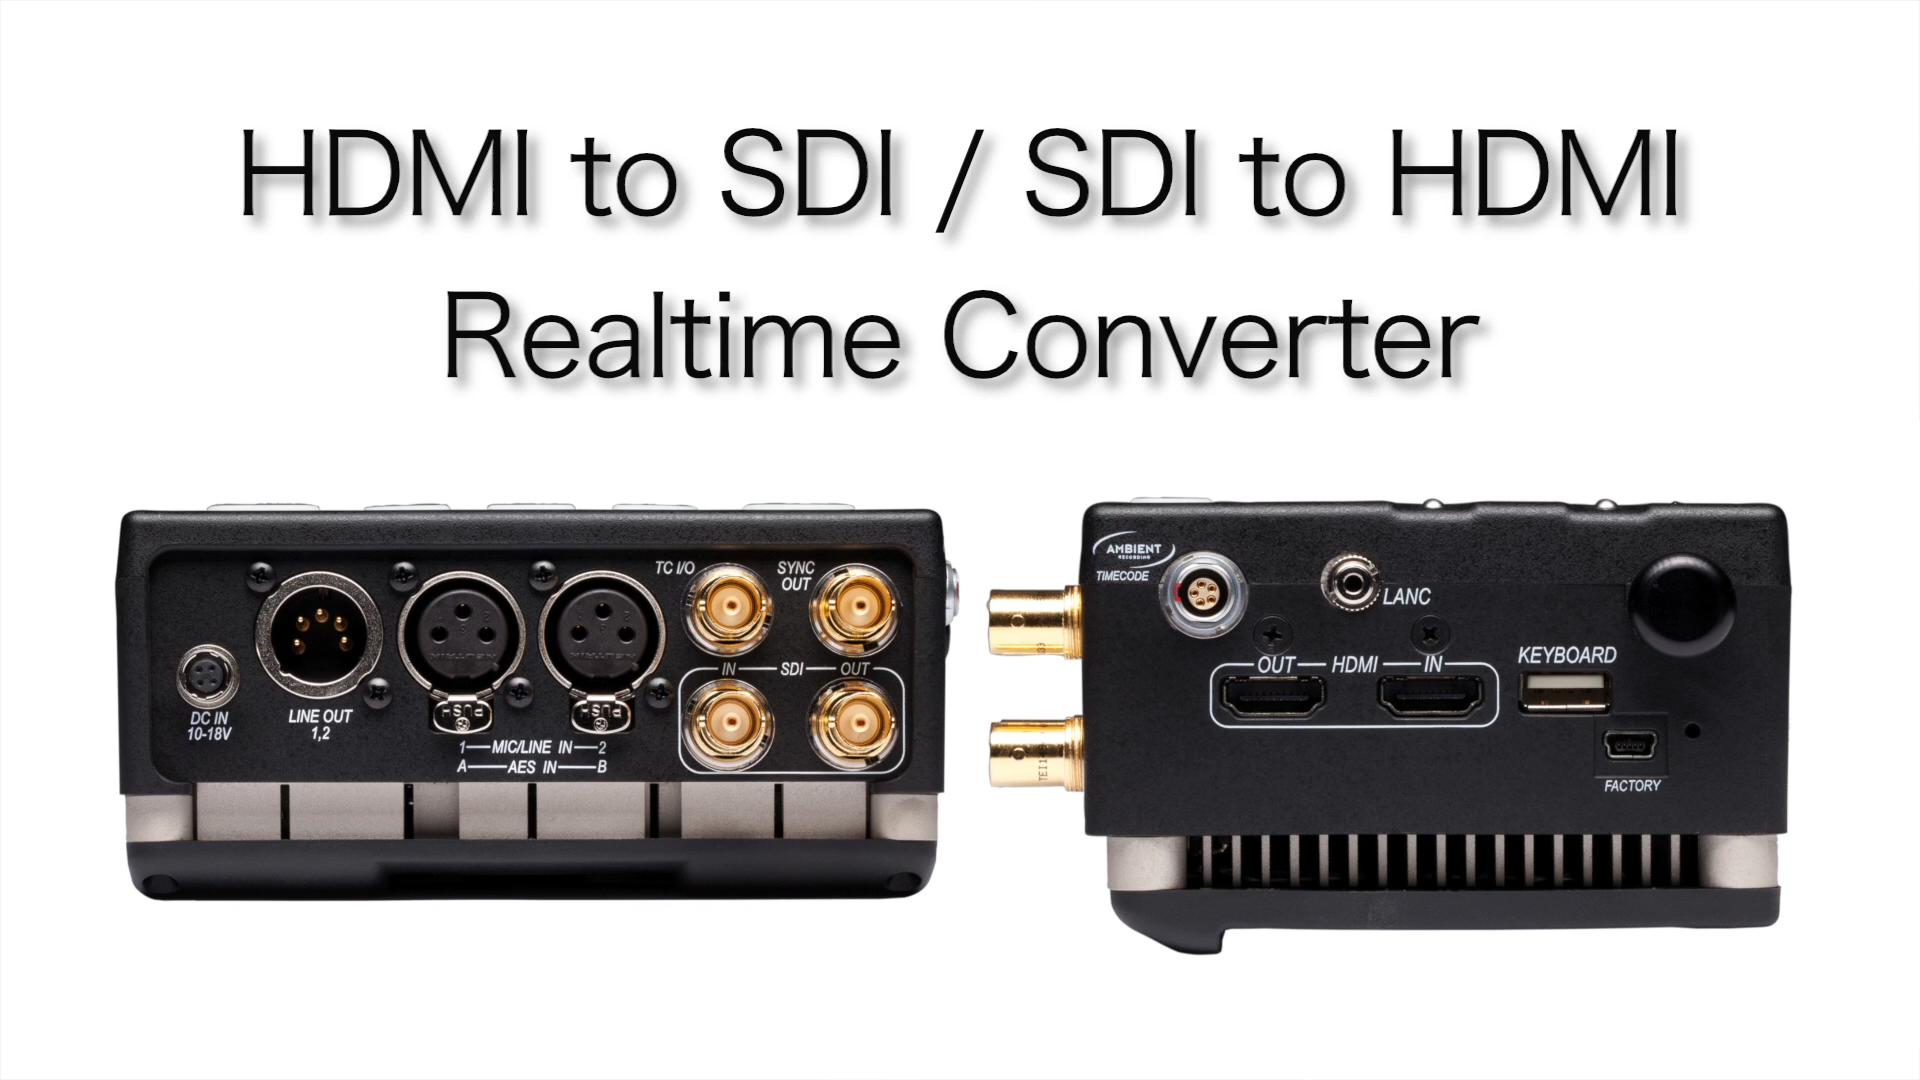 HDMI to SDI / SDI to HDMI
Realtime Converter
TC I/O
SYNC
OUT
IN SDI OUT
DC IN
10-18V
LINE OUT
1,2
PUSH
PUSH
1 MIC/LINE IN 2
A AES IN B
AMBIENT
RECORDING
TIMECODE
LANC
OUT HDMI IN
KEYBOARD
FACTORY